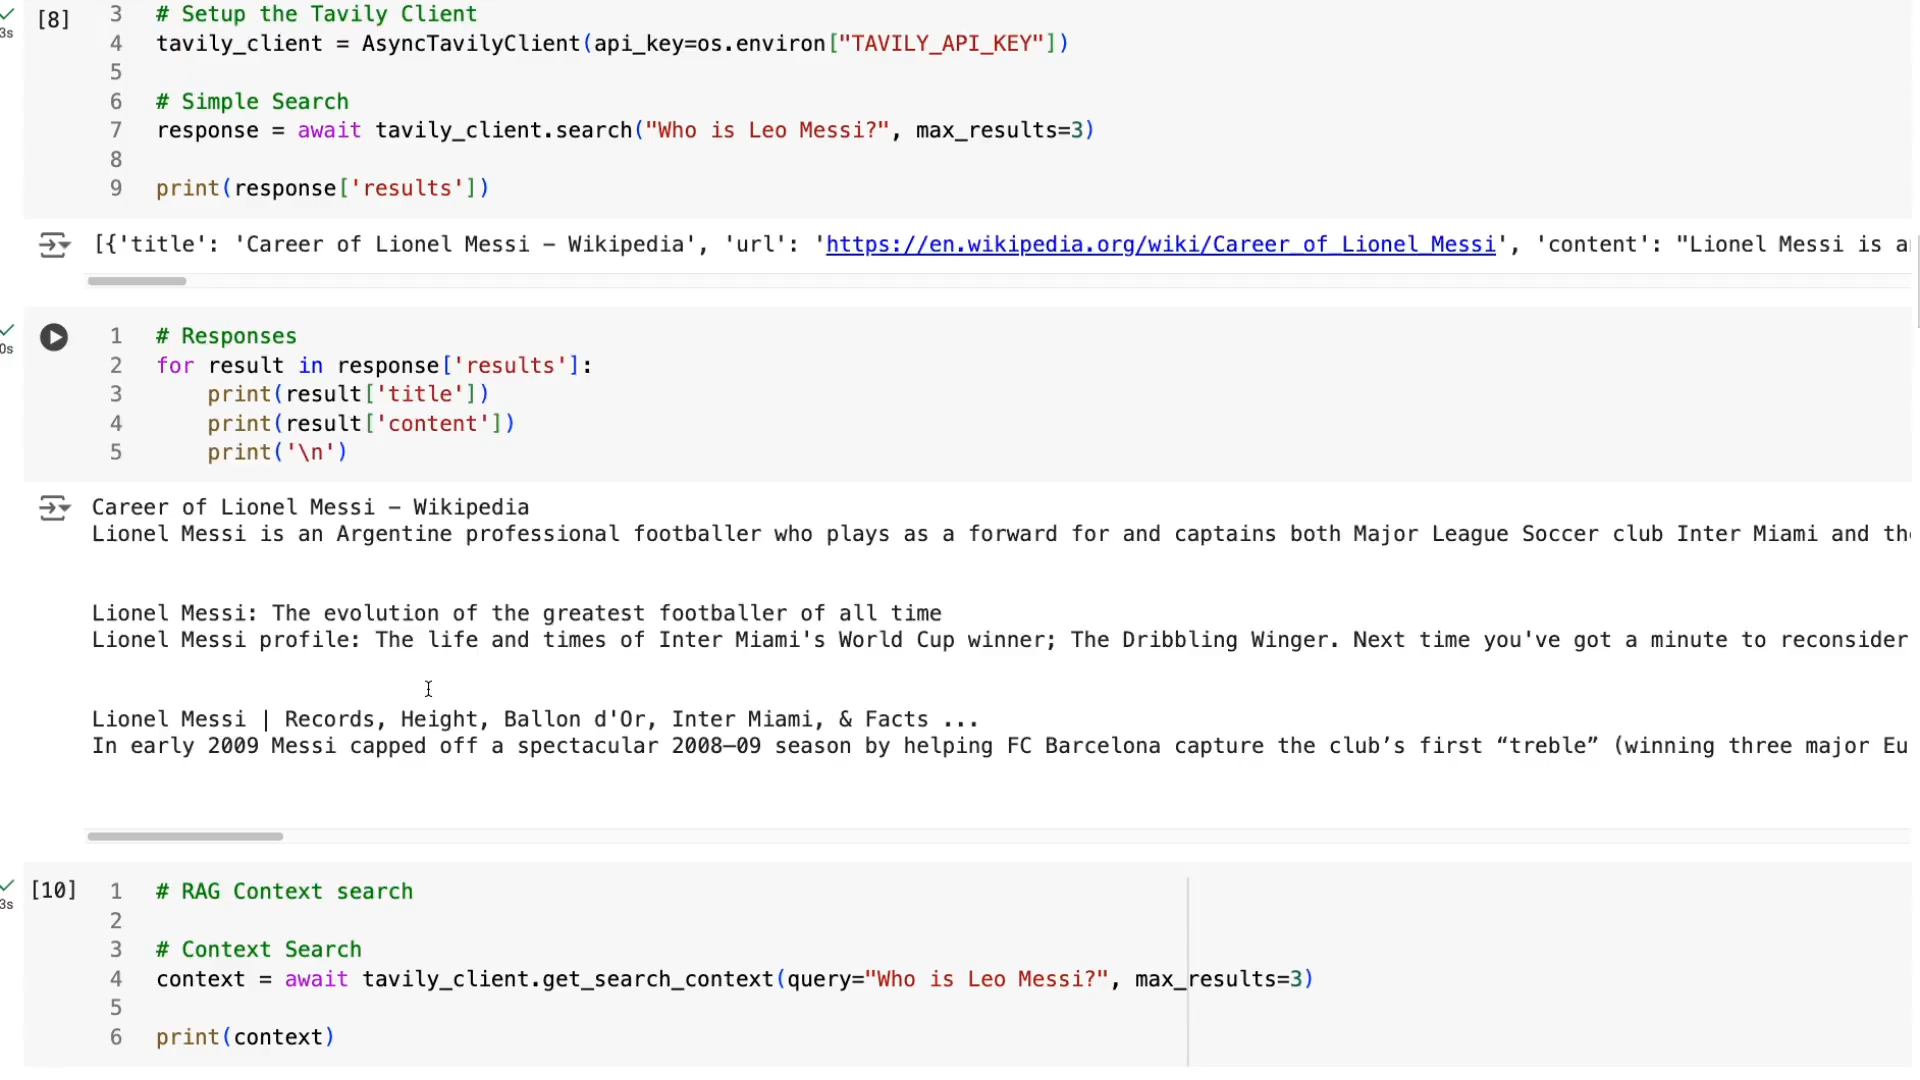 3s
[8]
3 # Setup the Tavily Client
4 tavily_client = AsyncTavilyClient(api_key=os.environ["TAVILY_API_KEY"])
5
6 # Simple Search
7 response = await tavily_client.search("Who is Leo Messi?", max_results=3)
8
9 print(response['results'])
[{'title': 'Career of Lionel Messi – Wikipedia', 'url': 'https://en.wikipedia.org/wiki/Career_of_Lionel_Messi', 'content': "Lionel Messi is
0s
1 # Responses
2 for result in response['results']:
3     print(result['title'])
4     print(result['content'])
5     print('\n')
Career of Lionel Messi – Wikipedia
Lionel Messi is an Argentine professional footballer who plays as a forward for and captains both Major League Soccer club Inter Miami and
Lionel Messi: The evolution of the greatest footballer of all time
Lionel Messi profile: The life and times of Inter Miami's World Cup winner; The Dribbling Winger. Next time you've got a minute to reconsider
Lionel Messi | Records, Height, Ballon d'Or, Inter Miami, & Facts ...
In early 2009 Messi capped off a spectacular 2008–09 season by helping FC Barcelona capture the club’s first “treble” (winning three major Eu
3s
[10]
1 # RAG Context search
2
3 # Context Search
4 context = await tavily_client.get_search_context(query="Who is Leo Messi?", max_results=3)
5
6 print(context)